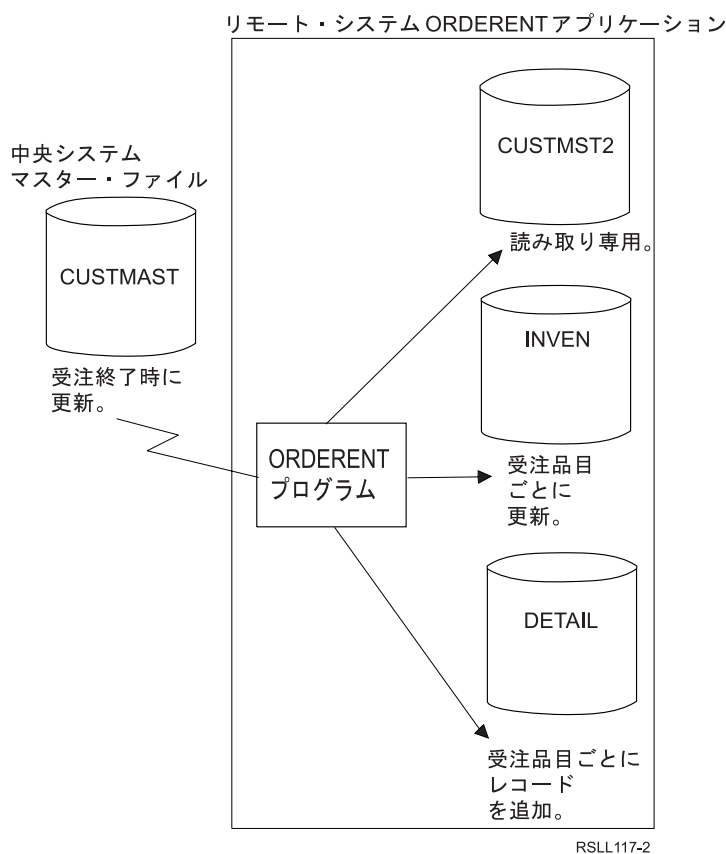 リモート・システム ORDERENT アプリケーション
中央システム
マスター・ファイル
CUSTMAST
受注終了時に
更新。
CUSTMST2
読み取り専用。
INVEN
受注品目
ごとに
更新。
ORDERENT
プログラム
DETAIL
受注品目ごとに
レコード
を追加。
RSLL117-2